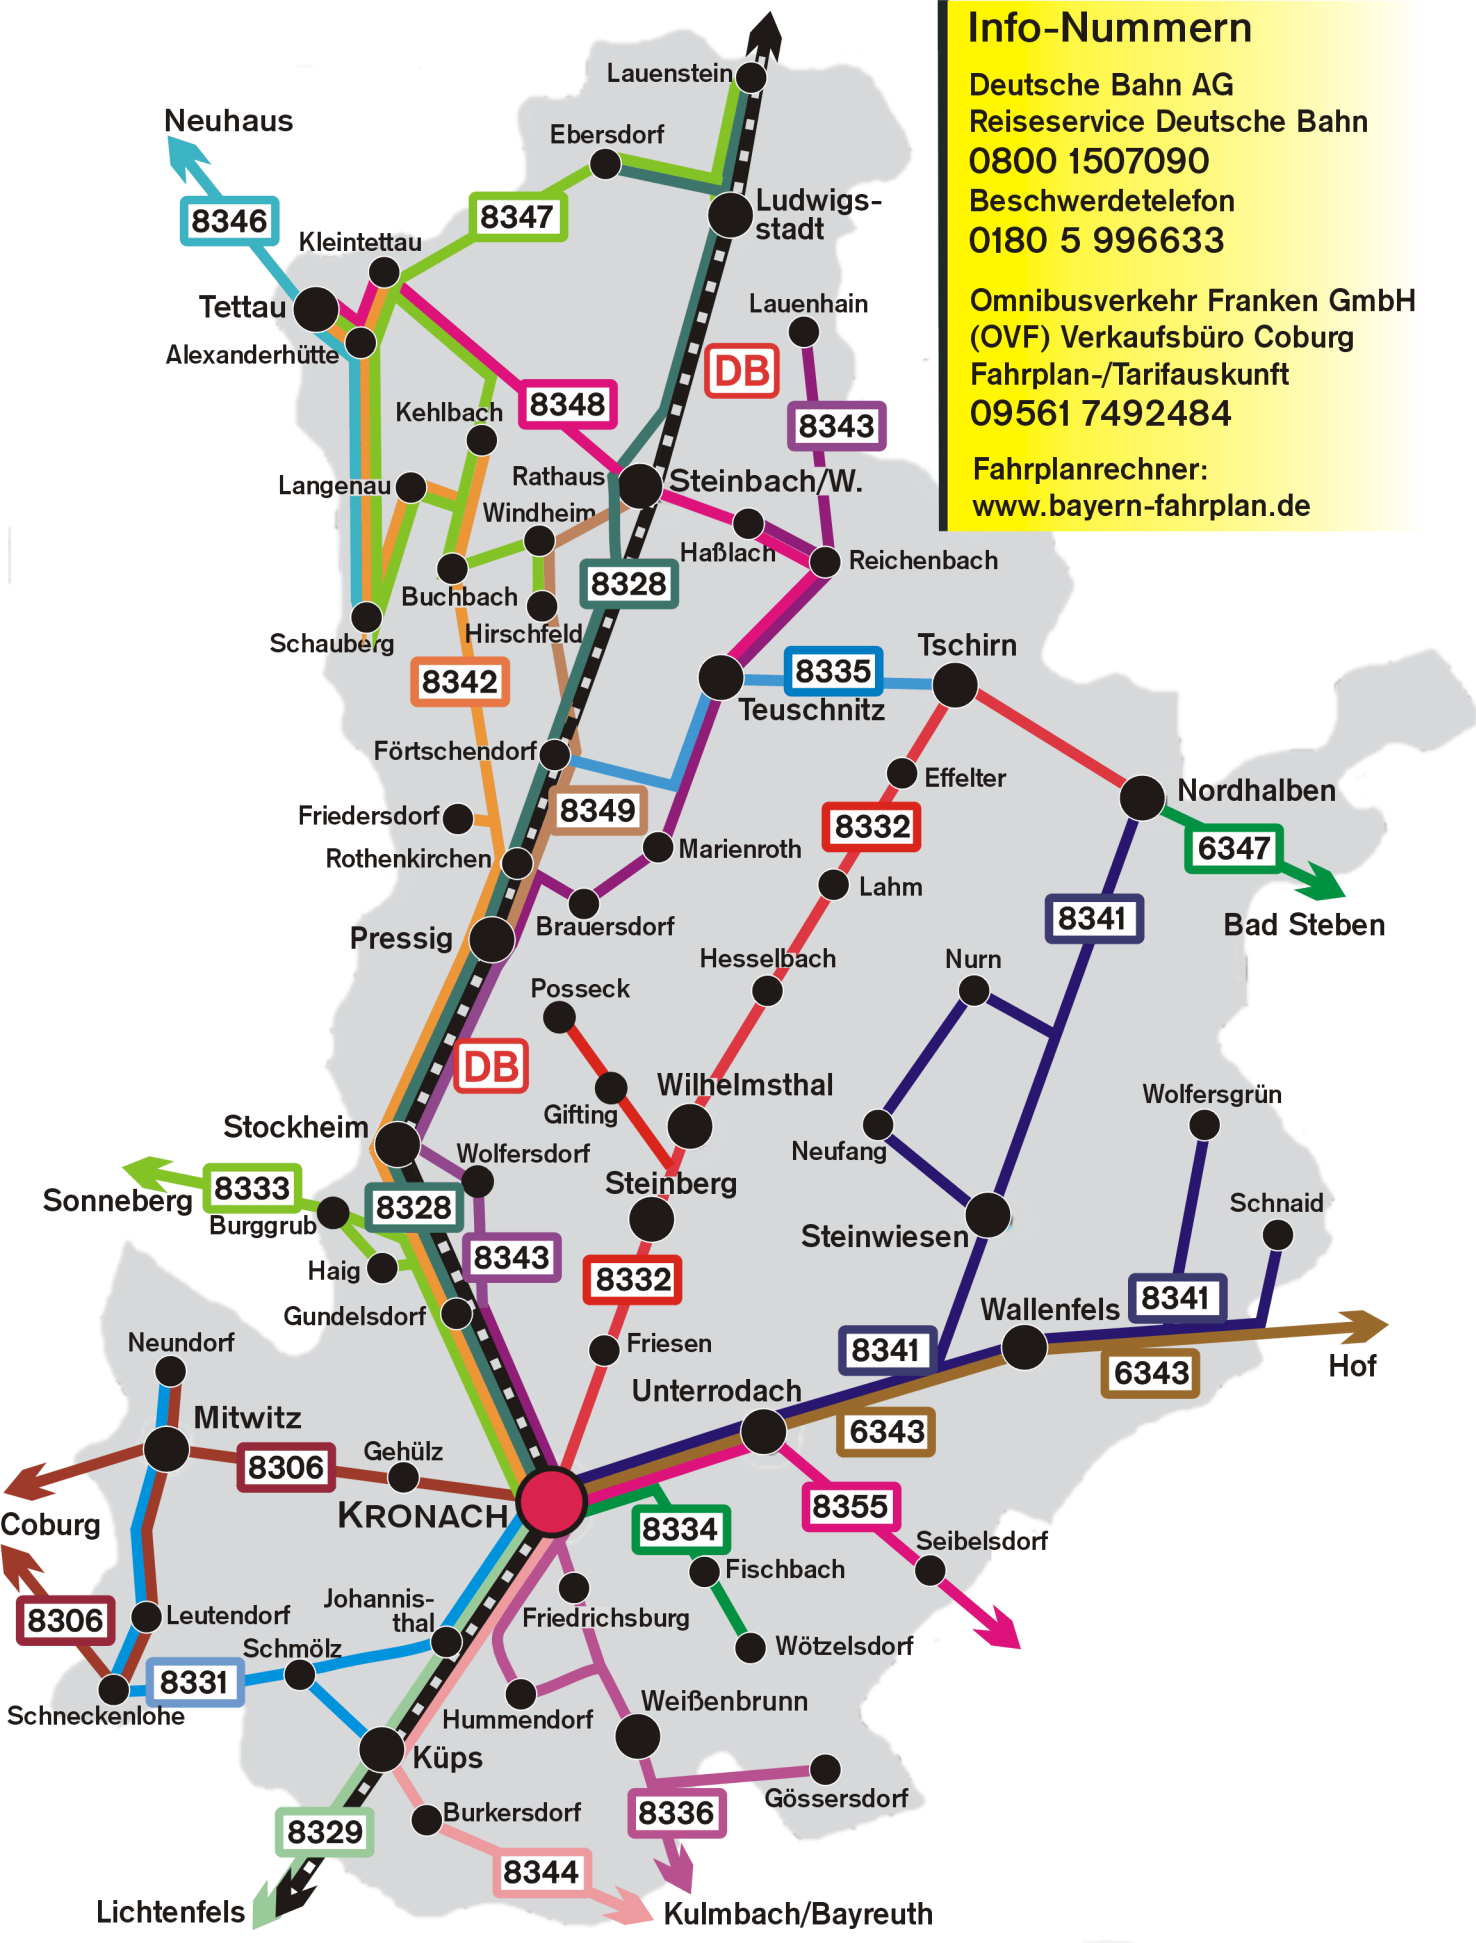 Info-Nummern
Deutsche Bahn AG
Reiseservice Deutsche Bahn
0800 1507090
Beschwerdetelefon
0180 5 996633
Omnibusverkehr Franken GmbH
(OVF) Verkaufsbüro Coburg
Fahrplan-/Tarifauskunft
09561 7492484
Fahrplanrechner:
www.bayern-fahrplan.de
Lauenstein
Neuhaus
Ebersdorf
8347
Ludwigs-
stadt
8346
Kleintettau
Tettau
Lauenhain
Alexanderhütte
DB
Kehlbach
8348
8343
Langenau
Rathaus
Steinbach/W.
Windheim
Haßlach
Reichenbach
Buchbach
8328
Hirschfeld
Schauberg
Tschirn
8342
8335
Teuschnitz
Förtschendorf
Effelter
Nordhalben
Friedersdorf
8349
8332
6347
Rothenkirchen
Marienroth
Lahm
Brauersdorf
8341
Bad Steben
Pressig
Hesselbach
Nurn
Posseck
DB
Wilhelmsthal
Gifting
Wolfersgrün
Stockheim
Wolfersdorf
Neufang
Sonneberg
8333
Steinberg
Burggrub
8328
Schnaid
Steinwiesen
Haig
8343
8332
8341
Gundelsdorf
Wallenfels
Neundorf
Friesen
8341
Hof
6343
Mitwitz
Unterrodach
6343
Gehülz
8306
KRONACH
8355
Coburg
8334
Seibelsdorf
Fischbach
Johannis-
thal
8306
Leutendorf
Friedrichsburg
Schmölz
Wötzelsdorf
8331
Schneckenlohe
Hummendorf
Weißenbrunn
Küps
Gössersdorf
Burkersdorf
8336
8329
8344
Lichtenfels
Kulmbach/Bayreuth